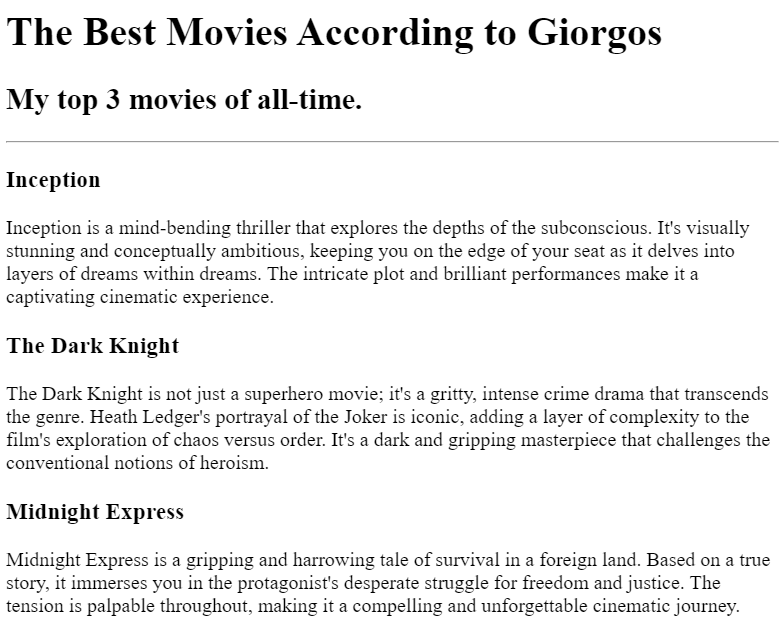 The Best Movies According to Giorgos
My top 3 movies of all-time.
Inception
Inception is a mind-bending thriller that explores the depths of the subconscious. It's visually
stunning and conceptually ambitious, keeping you on the edge of your seat as it delves into
layers of dreams within dreams. The intricate plot and brilliant performances make it a
captivating cinematic experience.
The Dark Knight
The Dark Knight is not just a superhero movie; it's a gritty, intense crime drama that transcends
the genre. Heath Ledger's portrayal of the Joker is iconic, adding a layer of complexity to the
film's exploration of chaos versus order. It's a dark and gripping masterpiece that challenges the
conventional notions of heroism.
Midnight Express
Midnight Express is a gripping and harrowing tale of survival in a foreign land. Based on a true
story, it immerses you in the protagonist's desperate struggle for freedom and justice. The
tension is palpable throughout, making it a compelling and unforgettable cinematic journey.